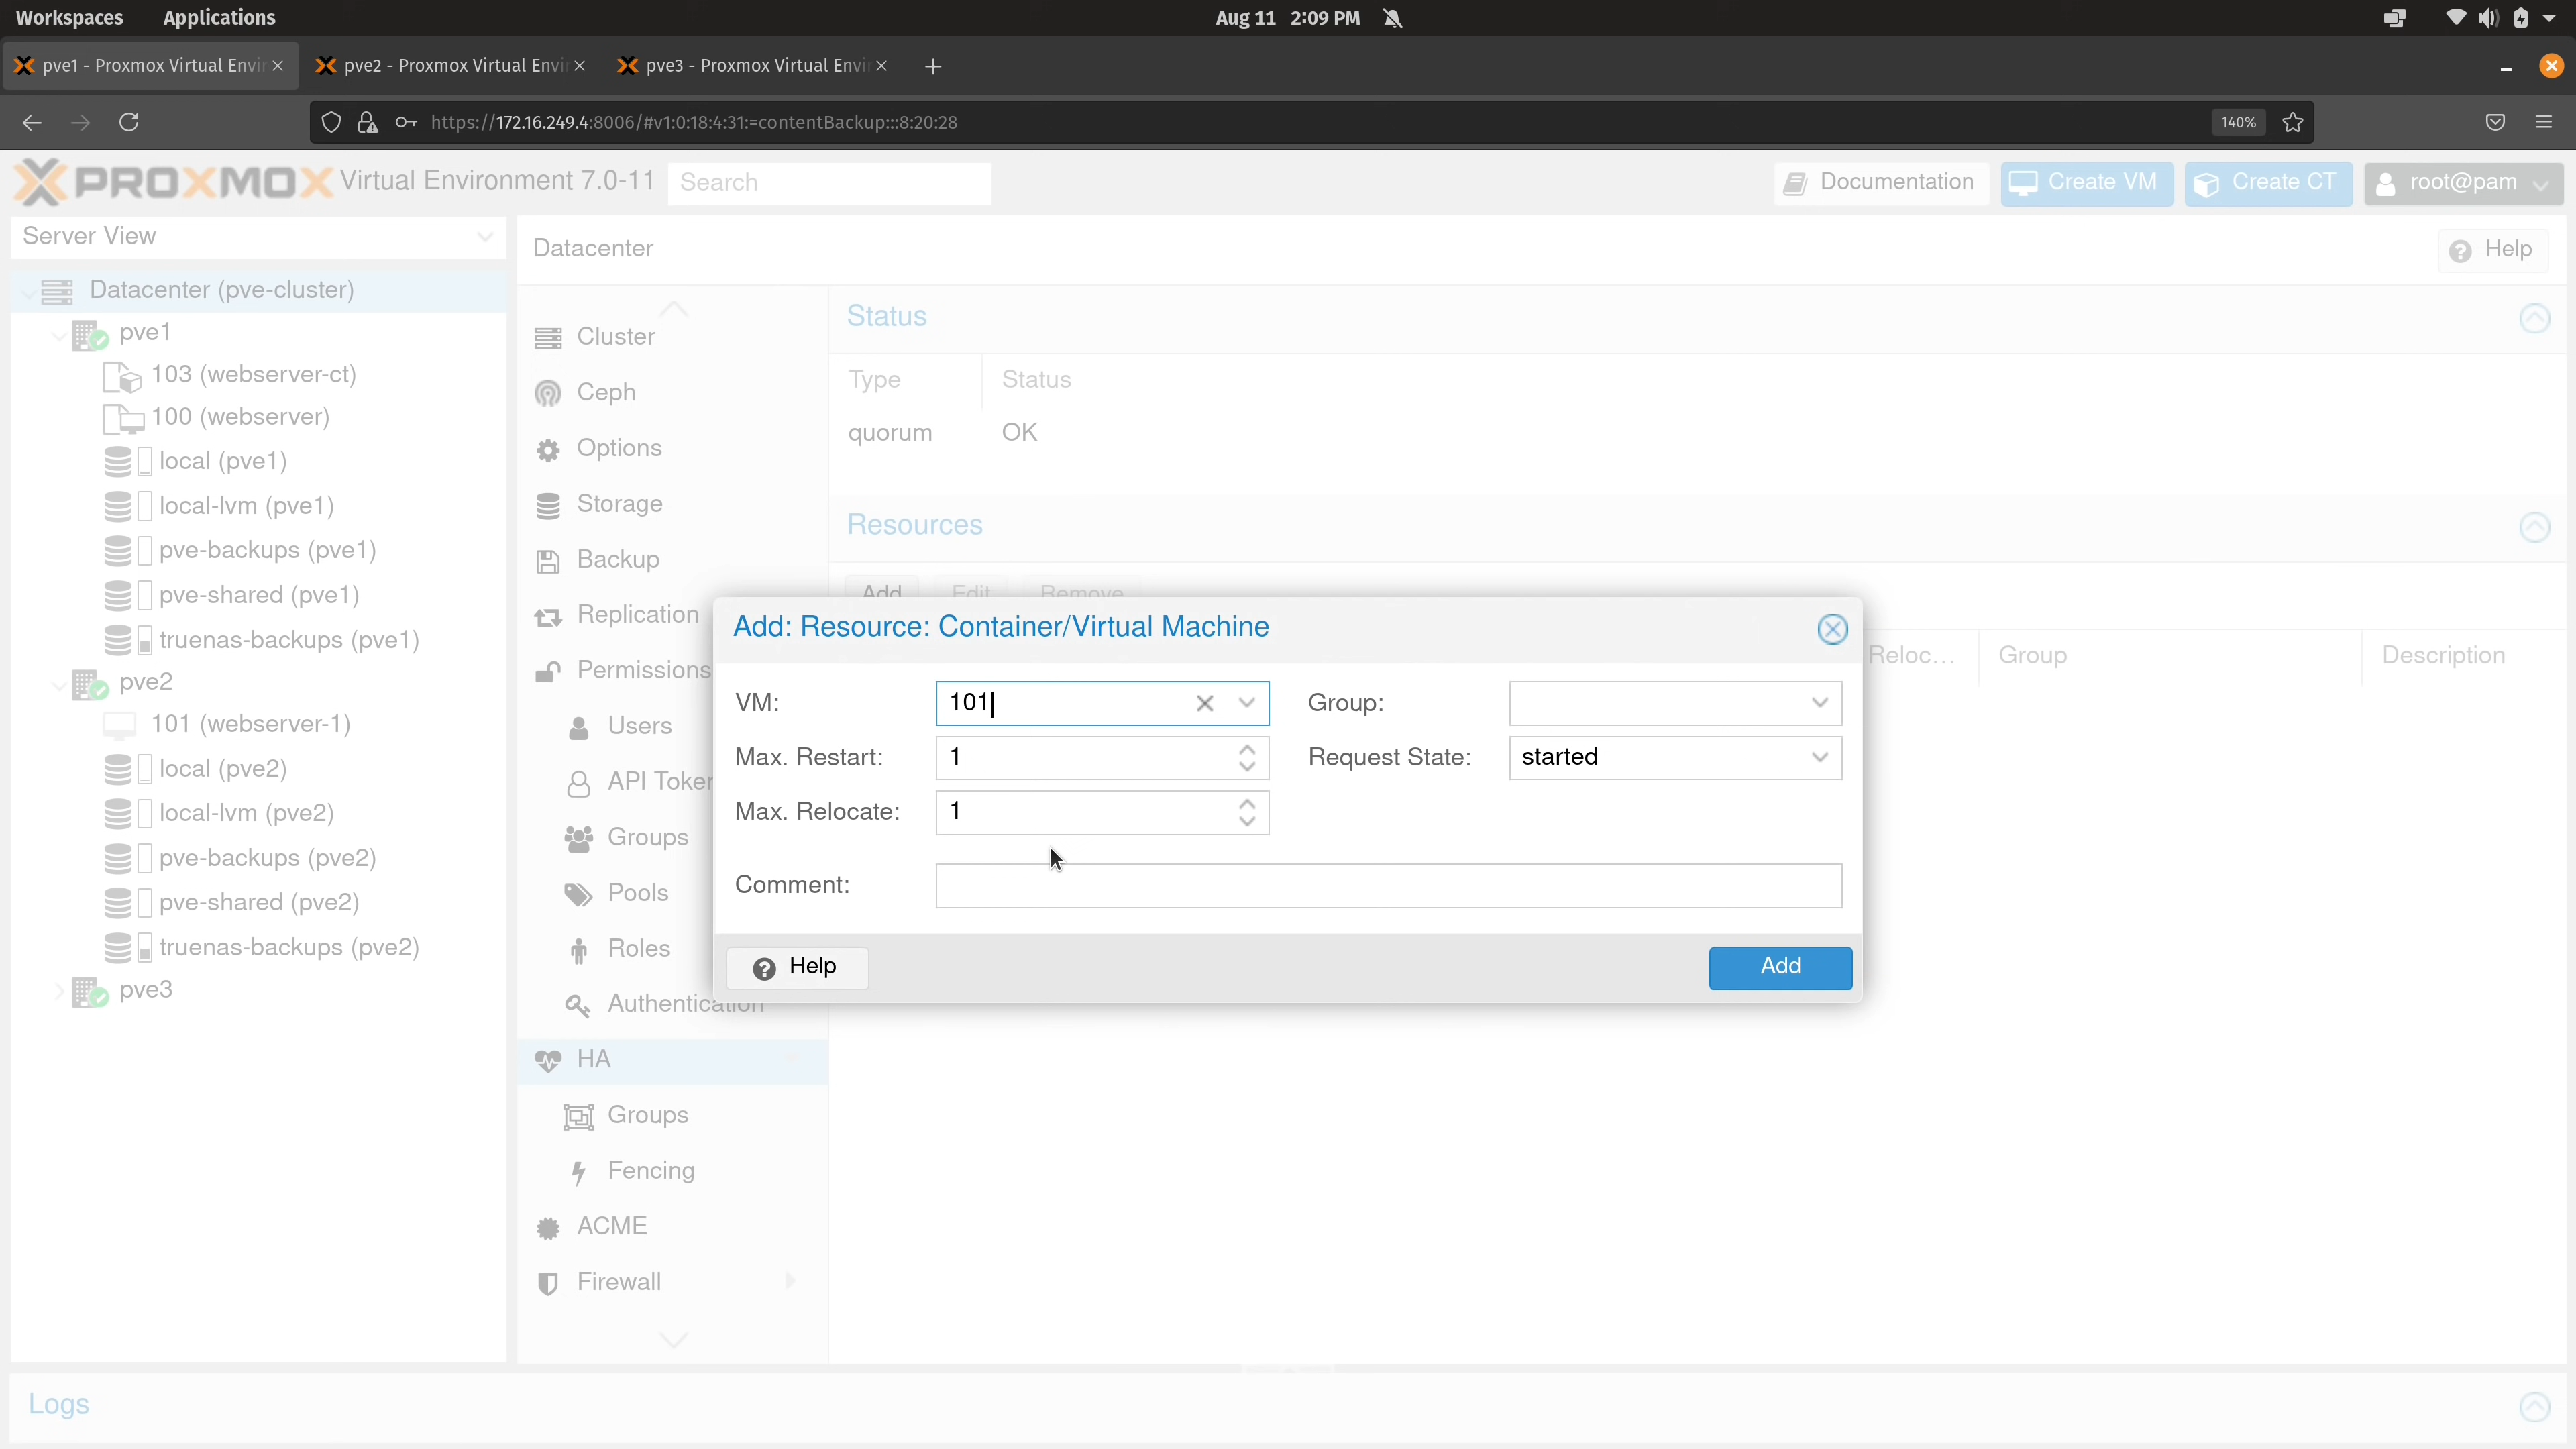 Workspaces Applications Aug 11 2:09 PM
pve1 - Proxmox Virtual Envir pve2 - Proxmox Virtual Envir pve3 - Proxmox Virtual Envir
https://172.16.249.4:8006/#v1:0:18:4:31:=contentBackup:::8:20:28 140%
PROXMOX Virtual Environment 7.0-11 Search Documentation Create VM Create CT root@pam
Server View
Datacenter (pve-cluster)
pve1
103 (webserver-ct)
100 (webserver)
local (pve1)
local-lvm (pve1)
pve-backups (pve1)
pve-shared (pve1)
truenas-backups (pve1)
pve2
101 (webserver-1)
local (pve2)
local-lvm (pve2)
pve-backups (pve2)
pve-shared (pve2)
truenas-backups (pve2)
pve3
Datacenter Help
Cluster
Ceph
Options
Storage
Backup
Replication
Permissions
Users
API Token
Groups
Pools
Roles
Authentication
HA
Groups
Fencing
ACME
Firewall
Status
Type Status
quorum OK
Resources
Add Edit Remove
Reloc... Group Description
Add: Resource: Container/Virtual Machine
VM: 101 Group:
Max. Restart: 1 Request State: started
Max. Relocate: 1
Comment:
Help Add
Logs